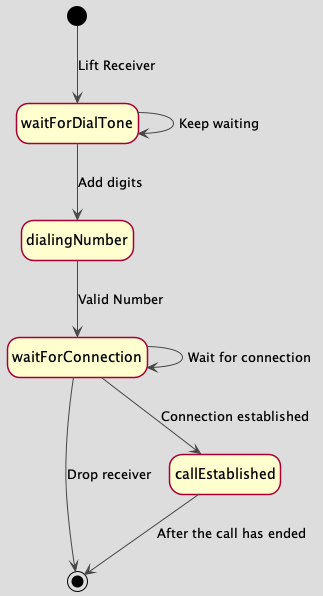 Lift Receiver
waitForDialTone
Keep waiting
Add digits
dialingNumber
Valid Number
waitForConnection
Wait for connection
Connection established
Drop receiver
callEstablished
After the call has ended